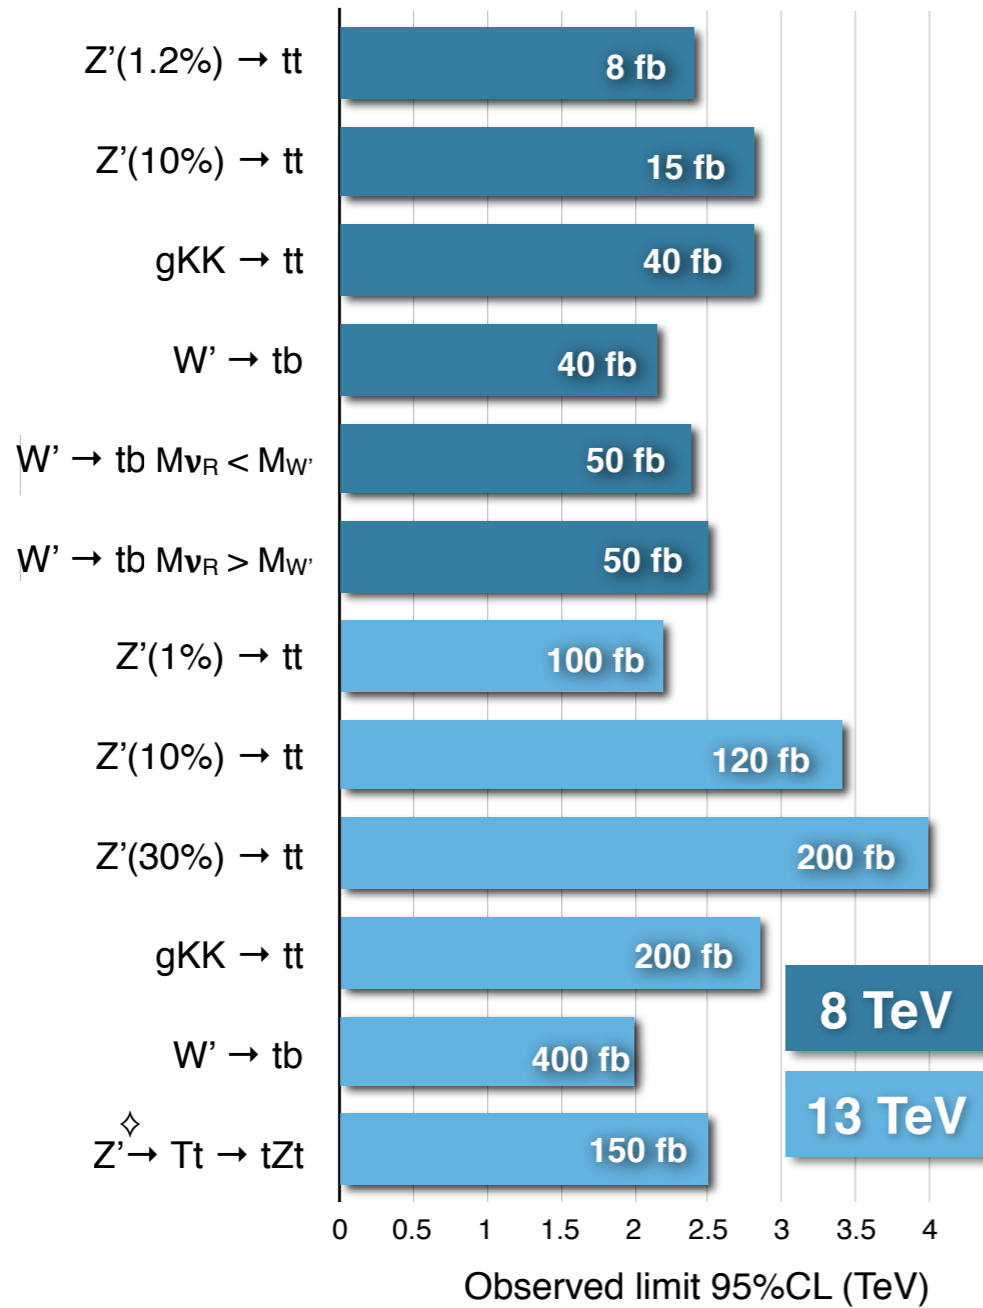 Z'(1.2%) → tt
8 fb
Z'(10%) → tt
15 fb
gKK → tt
40 fb
W' → tb
40 fb
W' → tb MνR < MW'
50 fb
W' → tb MνR > MW'
50 fb
Z'(1%) → tt
100 fb
Z'(10%) → tt
120 fb
Z'(30%) → tt
200 fb
gKK → tt
200 fb
8 TeV
W' → tb
400 fb
13 TeV
✧
Z'→ Tt → tZt
150 fb
0 0.5 1 1.5 2 2.5 3 3.5 4
Observed limit 95%CL (TeV)